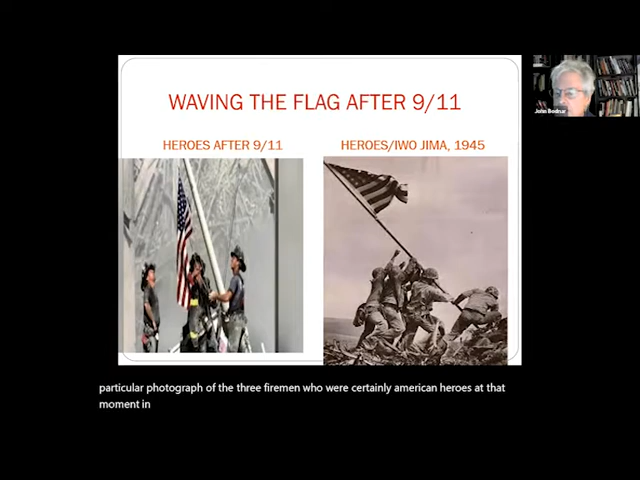 WAVING THE FLAG AFTER 9/11
HEROES AFTER 9/11
HEROES/IWO JIMA, 1945
John Bodnar
particular photograph of the three firemen who were certainly american heroes at that
moment in